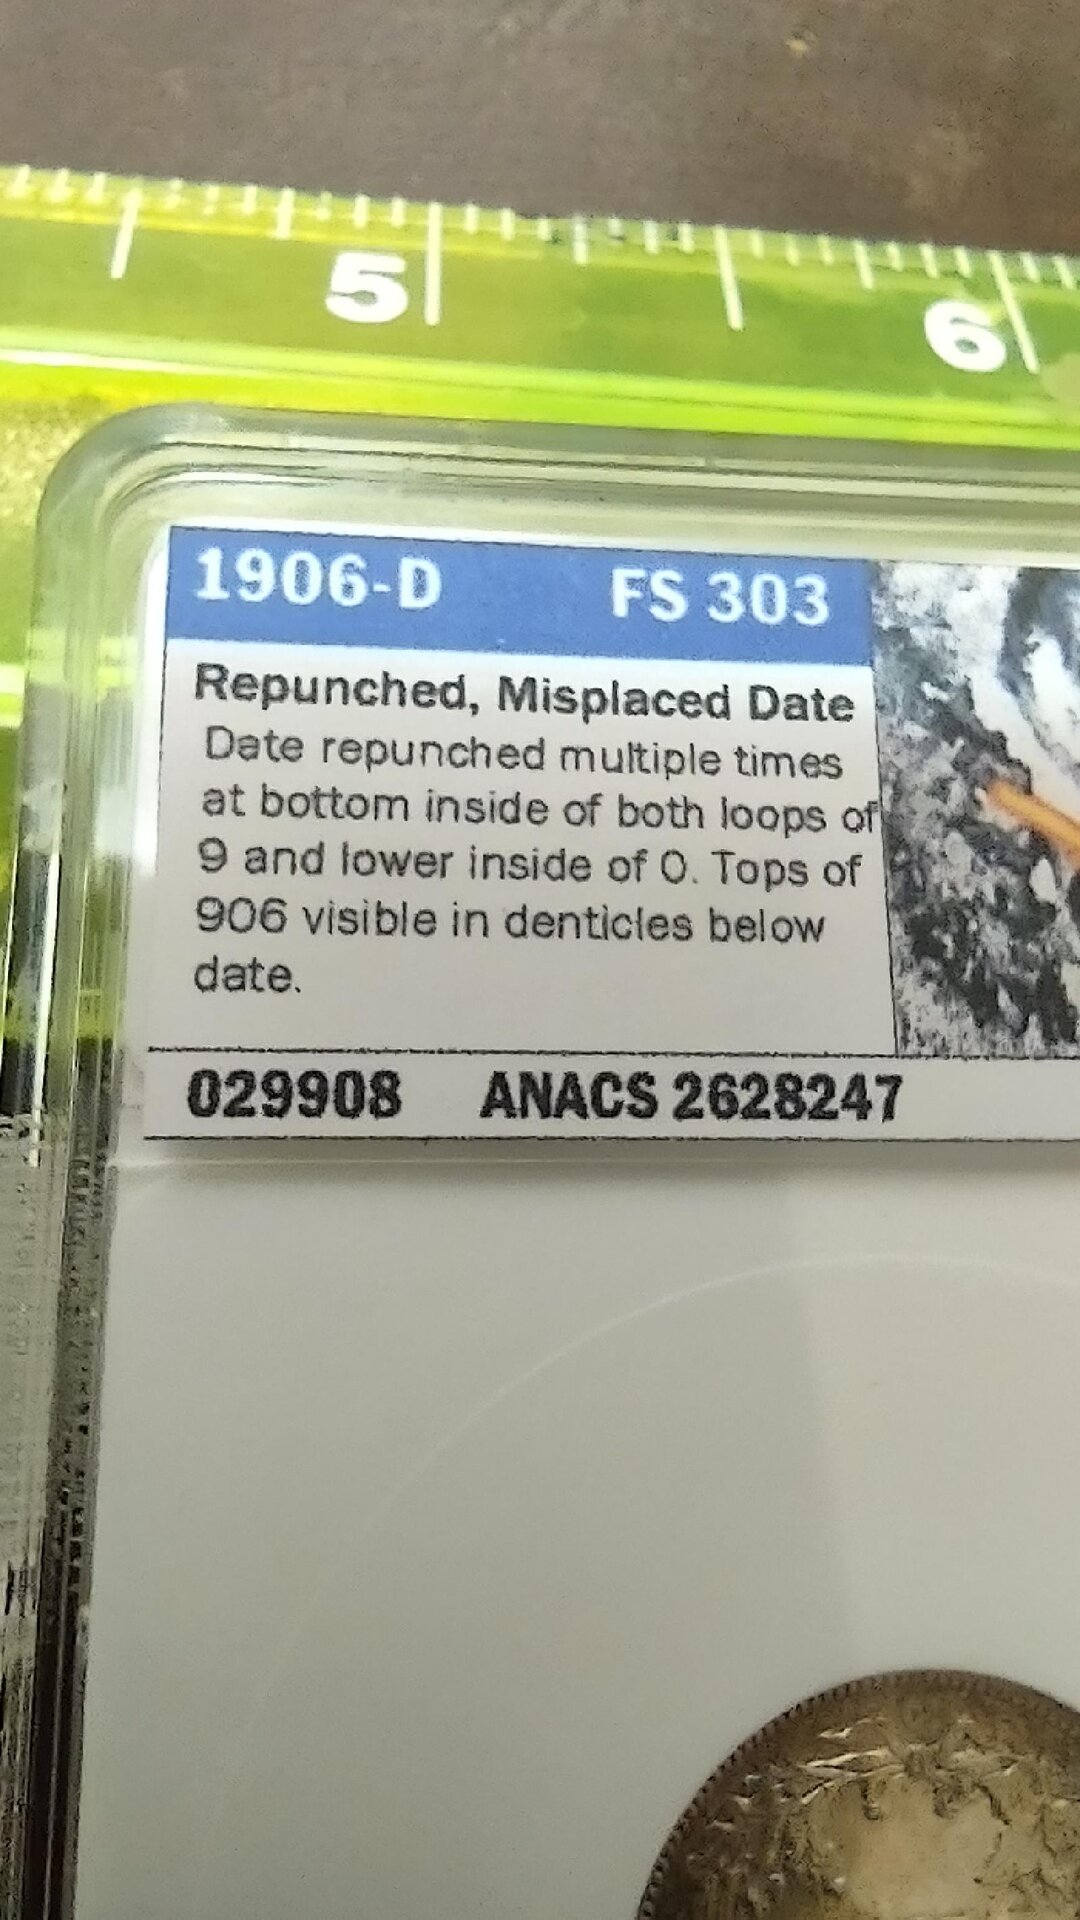 5
6
1906-D FS 303
Repunched, Misplaced Date
Date repunched multiple times
at bottom inside of both loops of
9 and lower inside of 0. Tops of
906 visible in denticles below
date.
029908 ANACS 2628247